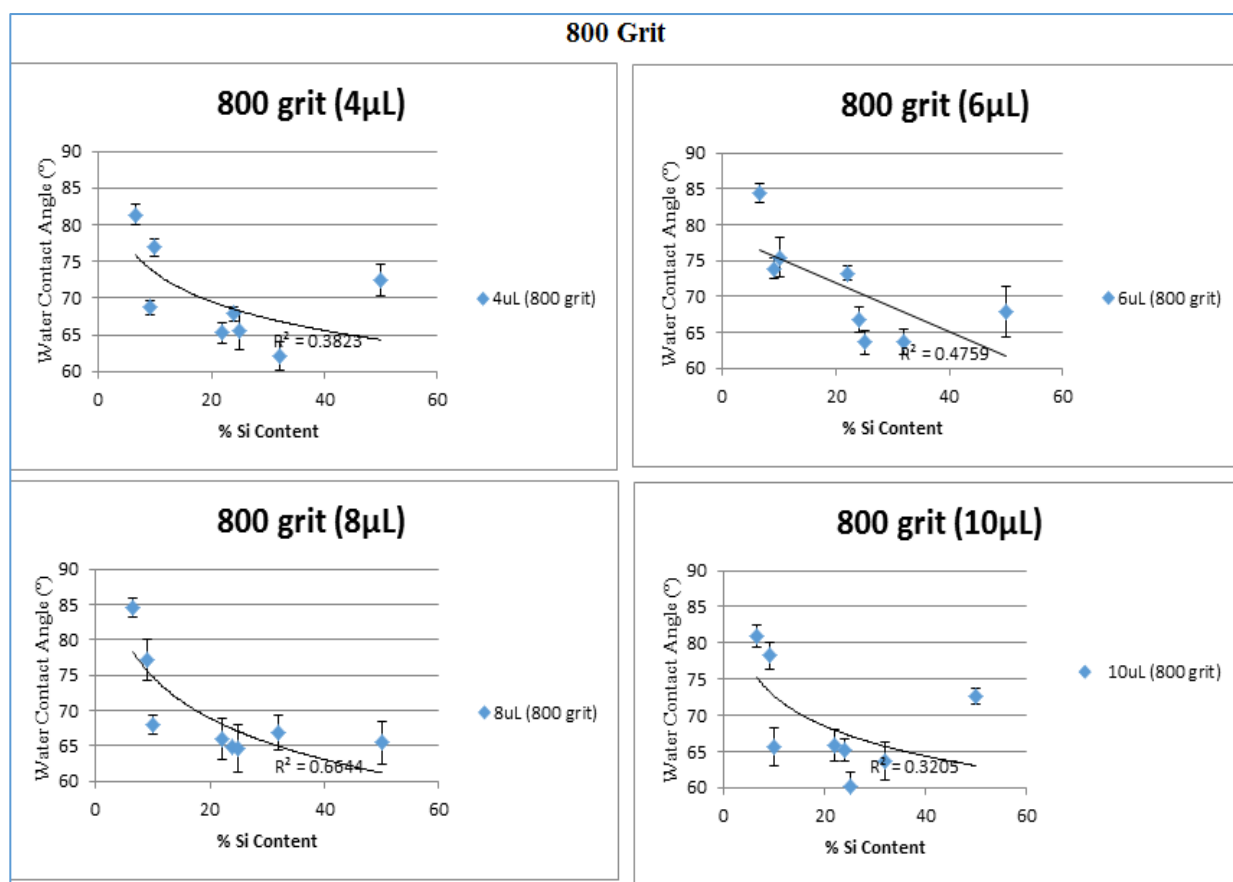 800 Grit
800 grit (4µL)
Water Contact Angle (°)
90
85
80
75
70
65
60
0
20
40
60
% Si Content
R² = 0.3823
4uL (800 grit)
800 grit (6µL)
Water Contact Angle (°)
90
85
80
75
70
65
60
0
20
40
60
% Si Content
R² = 0.4759
6uL (800 grit)
800 grit (8µL)
Water Contact Angle (°)
90
85
80
75
70
65
60
0
20
40
60
% Si Content
R² = 0.6644
8uL (800 grit)
800 grit (10µL)
Water Contact Angle (°)
90
85
80
75
70
65
60
0
20
40
60
% Si Content
R² = 0.3205
10uL (800 grit)